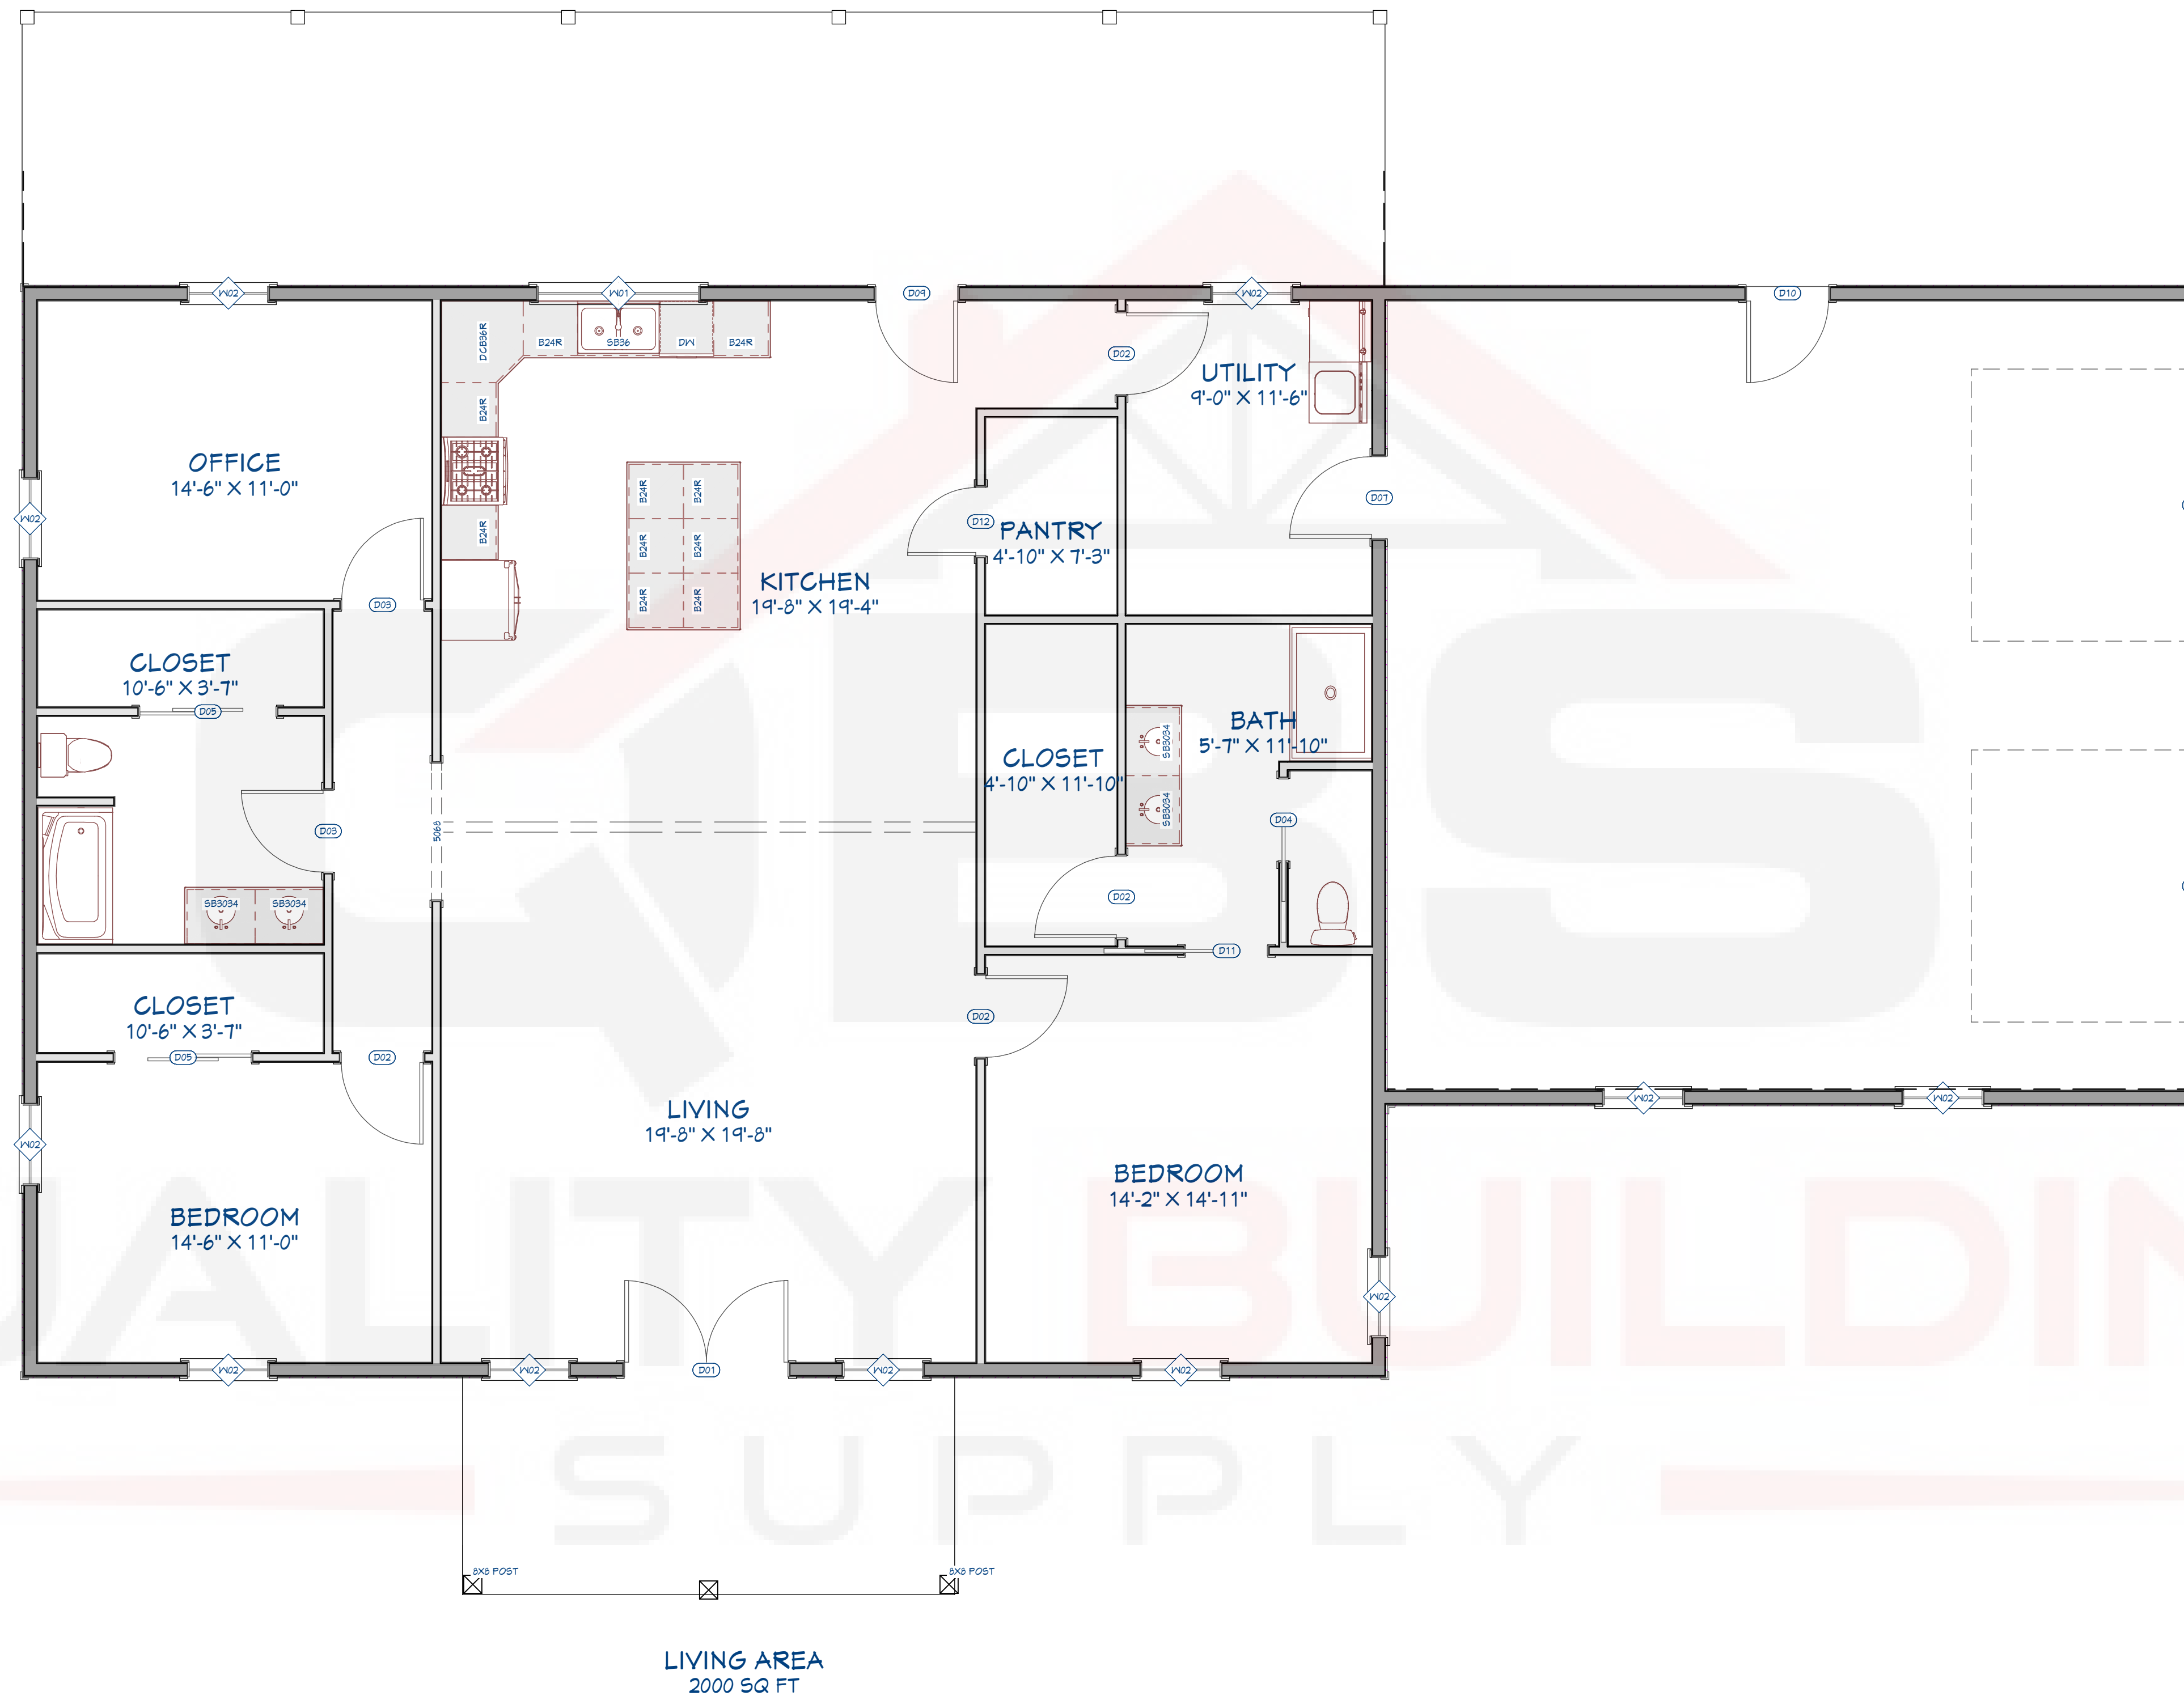 W02
W01
D09
W02
D10
DCB36R
B24R
SB36
DW
B24R
D02
UTILITY
9'-0" X 11'-6"
B24R
OFFICE
14'-6" X 11'-0"
W02
B24R
B24R
B24R
B24R
B24R
B24R
B24R
D12
PANTRY
4'-10" X 7'-3"
D07
KITCHEN
19'-8" X 19'-4"
D03
CLOSET
10'-6" X 3'-7"
D05
BATH
5'-7" X 11'-10"
SB3034
SB3034
CLOSET
4'-10" X 11'-10"
D03
5068
D04
SB3034
SB3034
D02
D11
CLOSET
10'-6" X 3'-7"
D05
D02
D02
W02
W02
W02
LIVING
19'-8" X 19'-8"
BEDROOM
14'-2" X 14'-11"
BEDROOM
14'-6" X 11'-0"
W02
W02
W02
D01
W02
W02
QBS
QUALITY BUILDIN
SUPPLY
8X8 POST
8X8 POST
LIVING AREA
2000 SQ FT